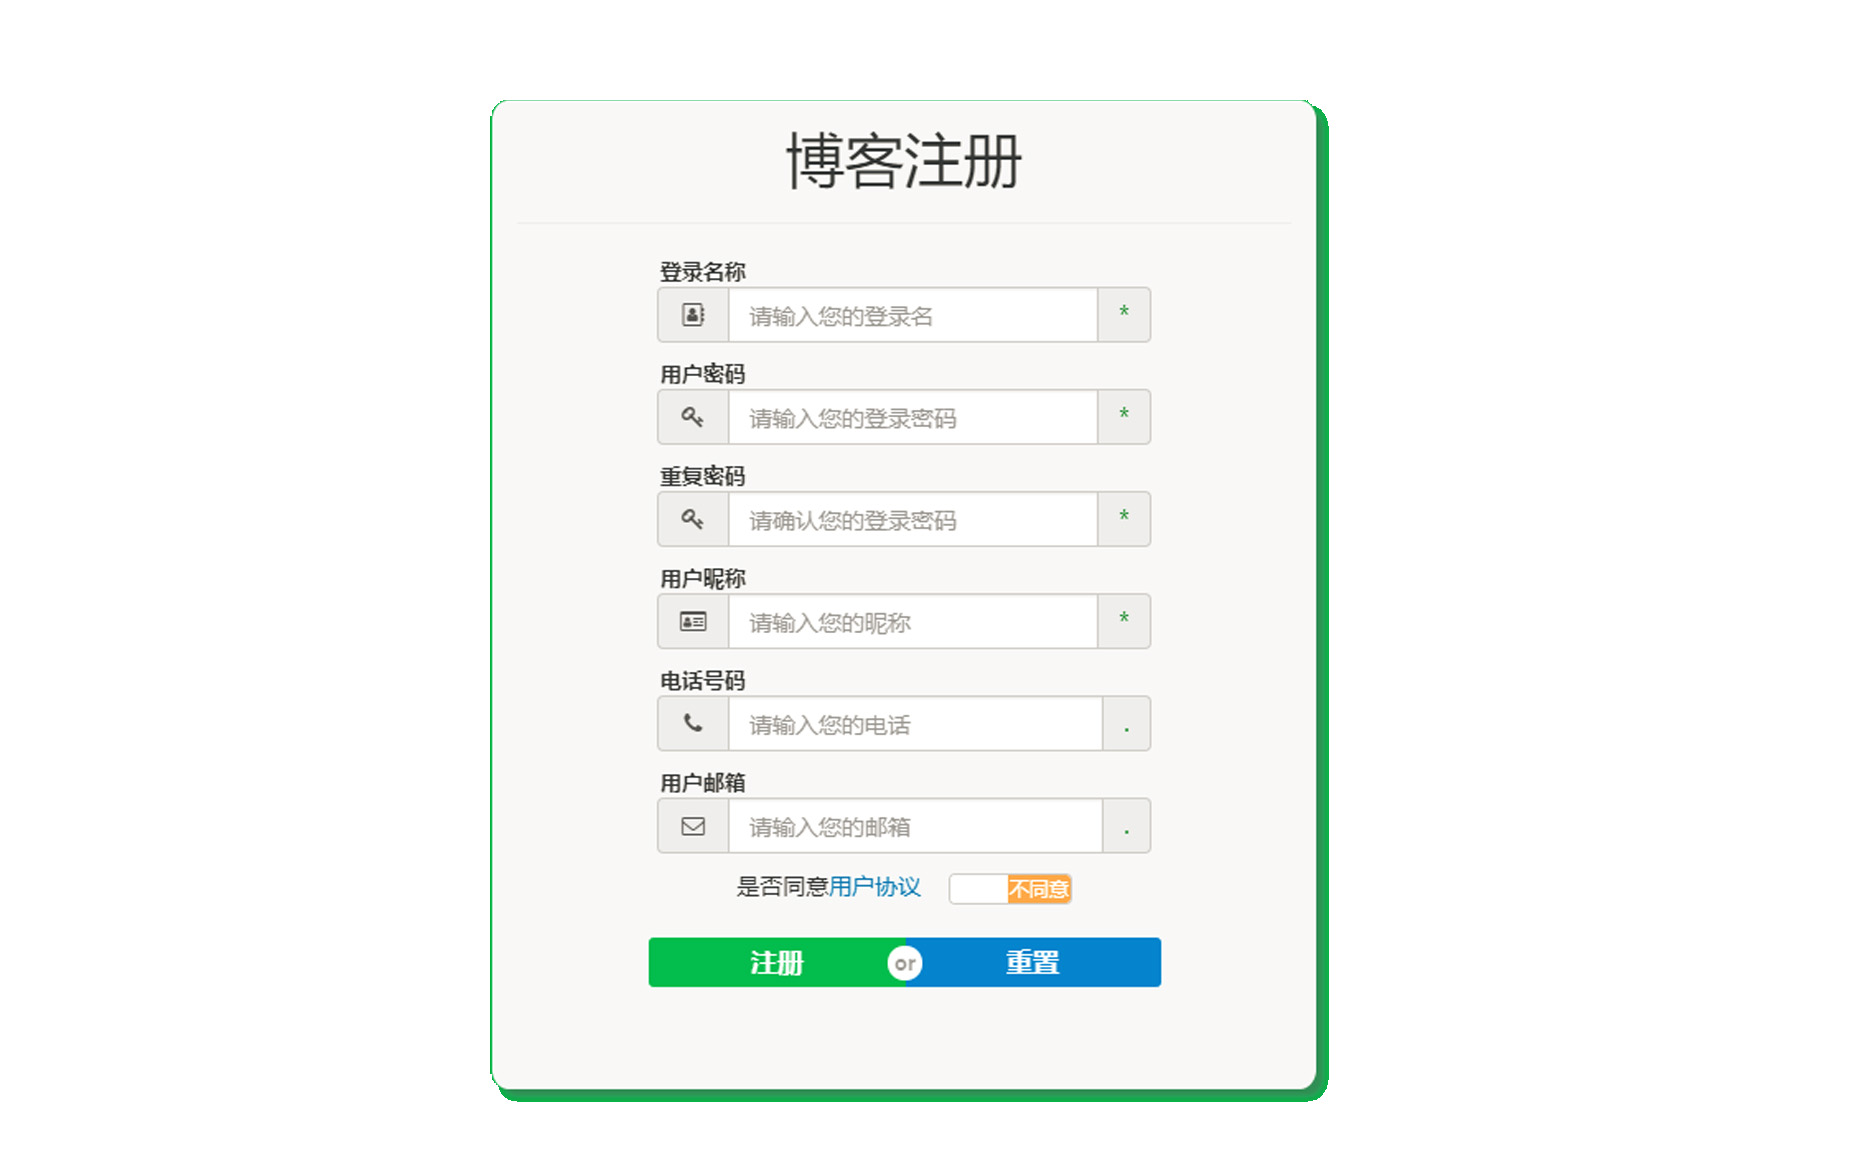 博客注册
登录名称
请输入您的登录名 *
用户密码
请输入您的登录密码 *
重复密码
请确认您的登录密码 *
用户昵称
请输入您的昵称 *
电话号码
请输入您的电话 .
用户邮箱
请输入您的邮箱 .
是否同意用户协议 不同意
注册 or 重置